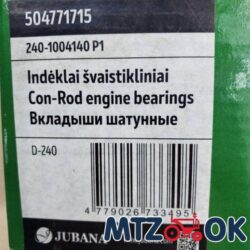 504771715
240-1004140 P1
Indėklai švaistikliniai
Con-Rod engine bearings
Вкладыши шатунные
D-240
4 779026 733495
JUBANA
MTZ OK